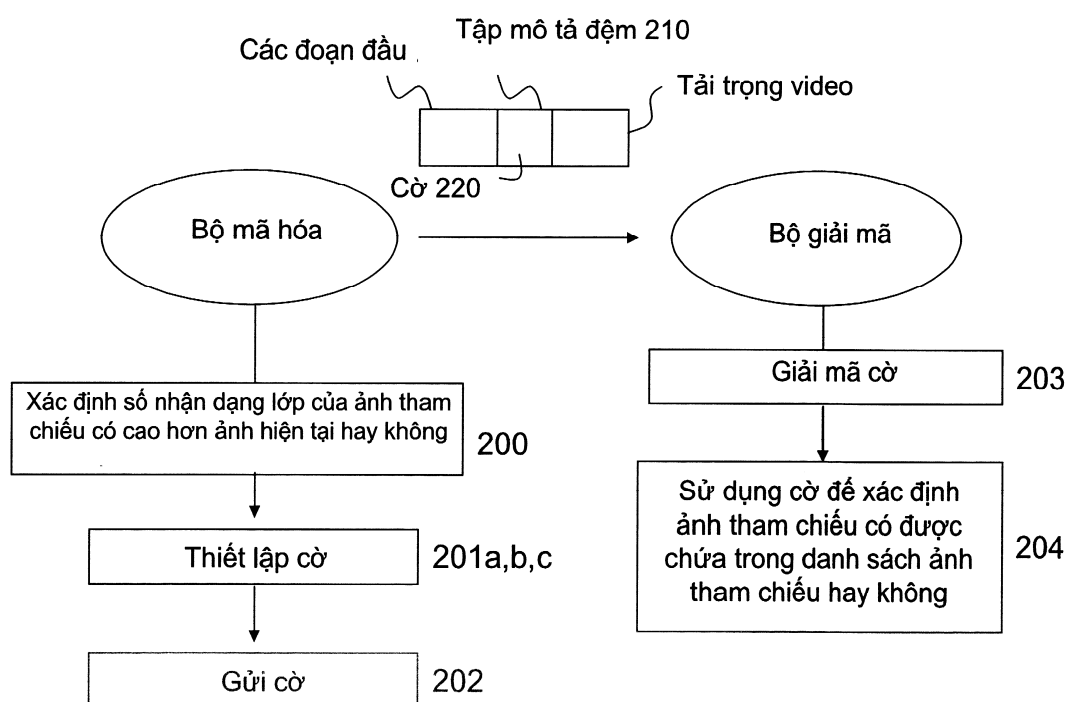 Tập mô tả đệm 210
Các đoạn đầu
Tải trọng video
Cờ 220
Bộ mã hóa
Bộ giải mã
Giải mã cờ
203
Xác định số nhận dạng lớp của ảnh tham
chiếu có cao hơn ảnh hiện tại hay không
200
Sử dụng cờ để xác định
ảnh tham chiếu có được
chứa trong danh sách ảnh
tham chiếu hay không
204
Thiết lập cờ
201a,b,c
Gửi cờ
202